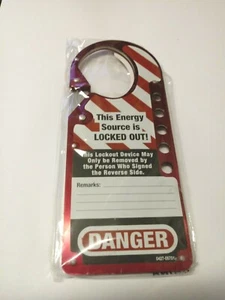 This Energy
Source is
LOCKED OUT!
This Lockout Device May
Only be Removed by
the Person Who Signed
the Reverse Side.
Remarks:
DANGER